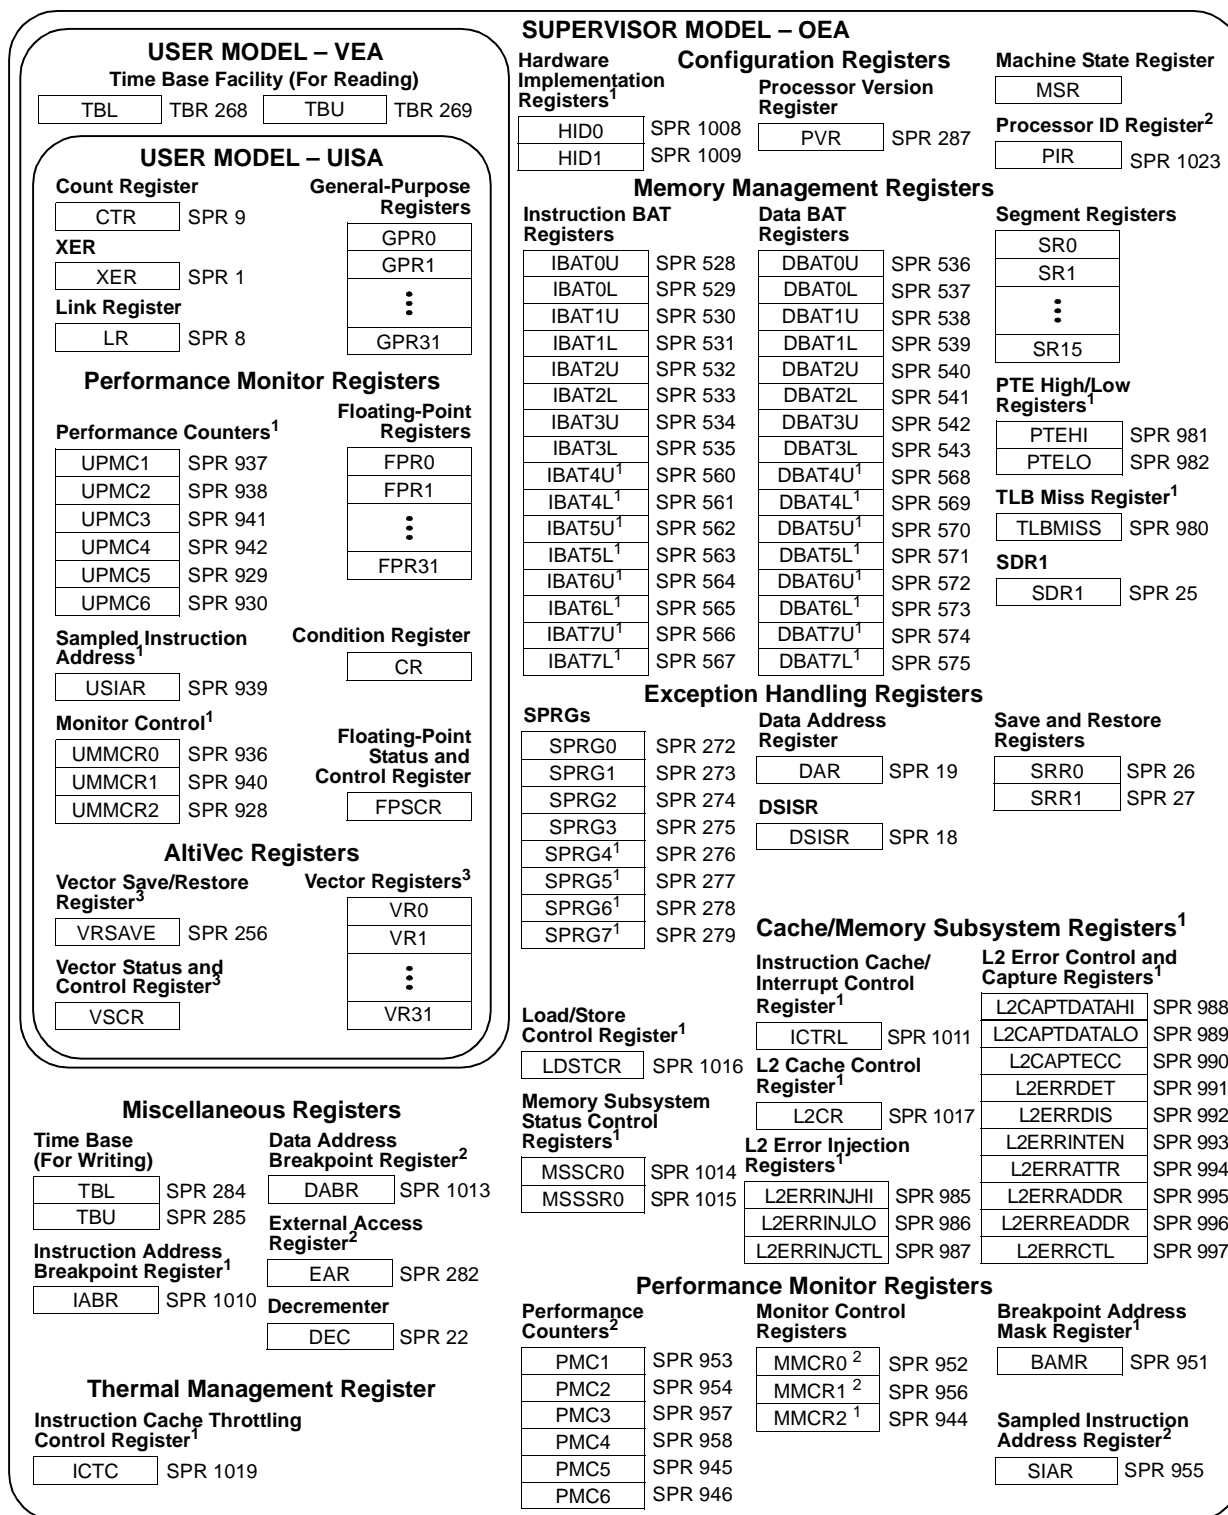 USER MODEL – VEA
Time Base Facility (For Reading)
TBL TBR 268 TBU TBR 269
USER MODEL – UISA
Count Register
CTR SPR 9
XER
XER SPR 1
Link Register
LR SPR 8
General-Purpose
Registers
GPR0
GPR1
GPR31
Performance Monitor Registers
Performance Counters1
UPMC1 SPR 937
UPMC2 SPR 938
UPMC3 SPR 941
UPMC4 SPR 942
UPMC5 SPR 929
UPMC6 SPR 930
Floating-Point
Registers
FPR0
FPR1
FPR31
Sampled Instruction
Address1
USIAR SPR 939
Condition Register
CR
Monitor Control1
UMMCR0 SPR 936
UMMCR1 SPR 940
UMMCR2 SPR 928
Floating-Point
Status and
Control Register
FPSCR
AltiVec Registers
Vector Save/Restore
Register3
VRSAVE SPR 256
Vector Status and
Control Register3
VSCR
Vector Registers3
VR0
VR1
VR31
Miscellaneous Registers
Time Base
(For Writing)
TBL SPR 284
TBU SPR 285
Instruction Address
Breakpoint Register1
IABR SPR 1010
Data Address
Breakpoint Register2
DABR SPR 1013
External Access
Register2
EAR SPR 282
Decrementer
DEC SPR 22
Thermal Management Register
Instruction Cache Throttling
Control Register1
ICTC SPR 1019
SUPERVISOR MODEL – OEA
Configuration Registers
Hardware
Implementation
Registers1
HID0 SPR 1008
HID1 SPR 1009
Processor Version
Register
PVR SPR 287
Machine State Register
MSR
Processor ID Register2
PIR SPR 1023
Memory Management Registers
Instruction BAT
Registers
IBAT0U SPR 528
IBAT0L SPR 529
IBAT1U SPR 530
IBAT1L SPR 531
IBAT2U SPR 532
IBAT2L SPR 533
IBAT3U SPR 534
IBAT3L SPR 535
IBAT4U1 SPR 560
IBAT4L1 SPR 561
IBAT5U1 SPR 562
IBAT5L1 SPR 563
IBAT6U1 SPR 564
IBAT6L1 SPR 565
IBAT7U1 SPR 566
IBAT7L1 SPR 567
Data BAT
Registers
DBAT0U SPR 536
DBAT0L SPR 537
DBAT1U SPR 538
DBAT1L SPR 539
DBAT2U SPR 540
DBAT2L SPR 541
DBAT3U SPR 542
DBAT3L SPR 543
DBAT4U1 SPR 568
DBAT4L1 SPR 569
DBAT5U1 SPR 570
DBAT5L1 SPR 571
DBAT6U1 SPR 572
DBAT6L1 SPR 573
DBAT7U1 SPR 574
DBAT7L1 SPR 575
Segment Registers
SR0
SR1
SR15
PTE High/Low
Registers1
PTEHI SPR 981
PTELO SPR 982
TLB Miss Register1
TLBMISS SPR 980
SDR1
SDR1 SPR 25
Exception Handling Registers
SPRGs
SPRG0 SPR 272
SPRG1 SPR 273
SPRG2 SPR 274
SPRG3 SPR 275
SPRG41 SPR 276
SPRG51 SPR 277
SPRG61 SPR 278
SPRG71 SPR 279
Data Address
Register
DAR SPR 19
DSISR
DSISR SPR 18
Save and Restore
Registers
SRR0 SPR 26
SRR1 SPR 27
Cache/Memory Subsystem Registers1
Load/Store
Control Register1
LDSTCR SPR 1016
Memory Subsystem
Status Control
Registers1
MSSCR0 SPR 1014
MSSSR0 SPR 1015
Instruction Cache/
Interrupt Control
Register1
ICTRL SPR 1011
L2 Cache Control
Register1
L2CR SPR 1017
L2 Error Injection
Registers1
L2ERRINJHI SPR 985
L2ERRINJLO SPR 986
L2ERRINJCTL SPR 987
L2 Error Control and
Capture Registers1
L2CAPTDATAHI SPR 988
L2CAPTDATALO SPR 989
L2CAPTECC SPR 990
L2ERRDET SPR 991
L2ERRDIS SPR 992
L2ERRINTEN SPR 993
L2ERRATTR SPR 994
L2ERRADDR SPR 995
L2ERREADDR SPR 996
L2ERRCTL SPR 997
Performance Monitor Registers
Performance
Counters2
PMC1 SPR 953
PMC2 SPR 954
PMC3 SPR 957
PMC4 SPR 958
PMC5 SPR 945
PMC6 SPR 946
Monitor Control
Registers
MMCR0 2 SPR 952
MMCR1 2 SPR 956
MMCR2 1 SPR 944
Breakpoint Address
Mask Register1
BAMR SPR 951
Sampled Instruction
Address Register2
SIAR SPR 955